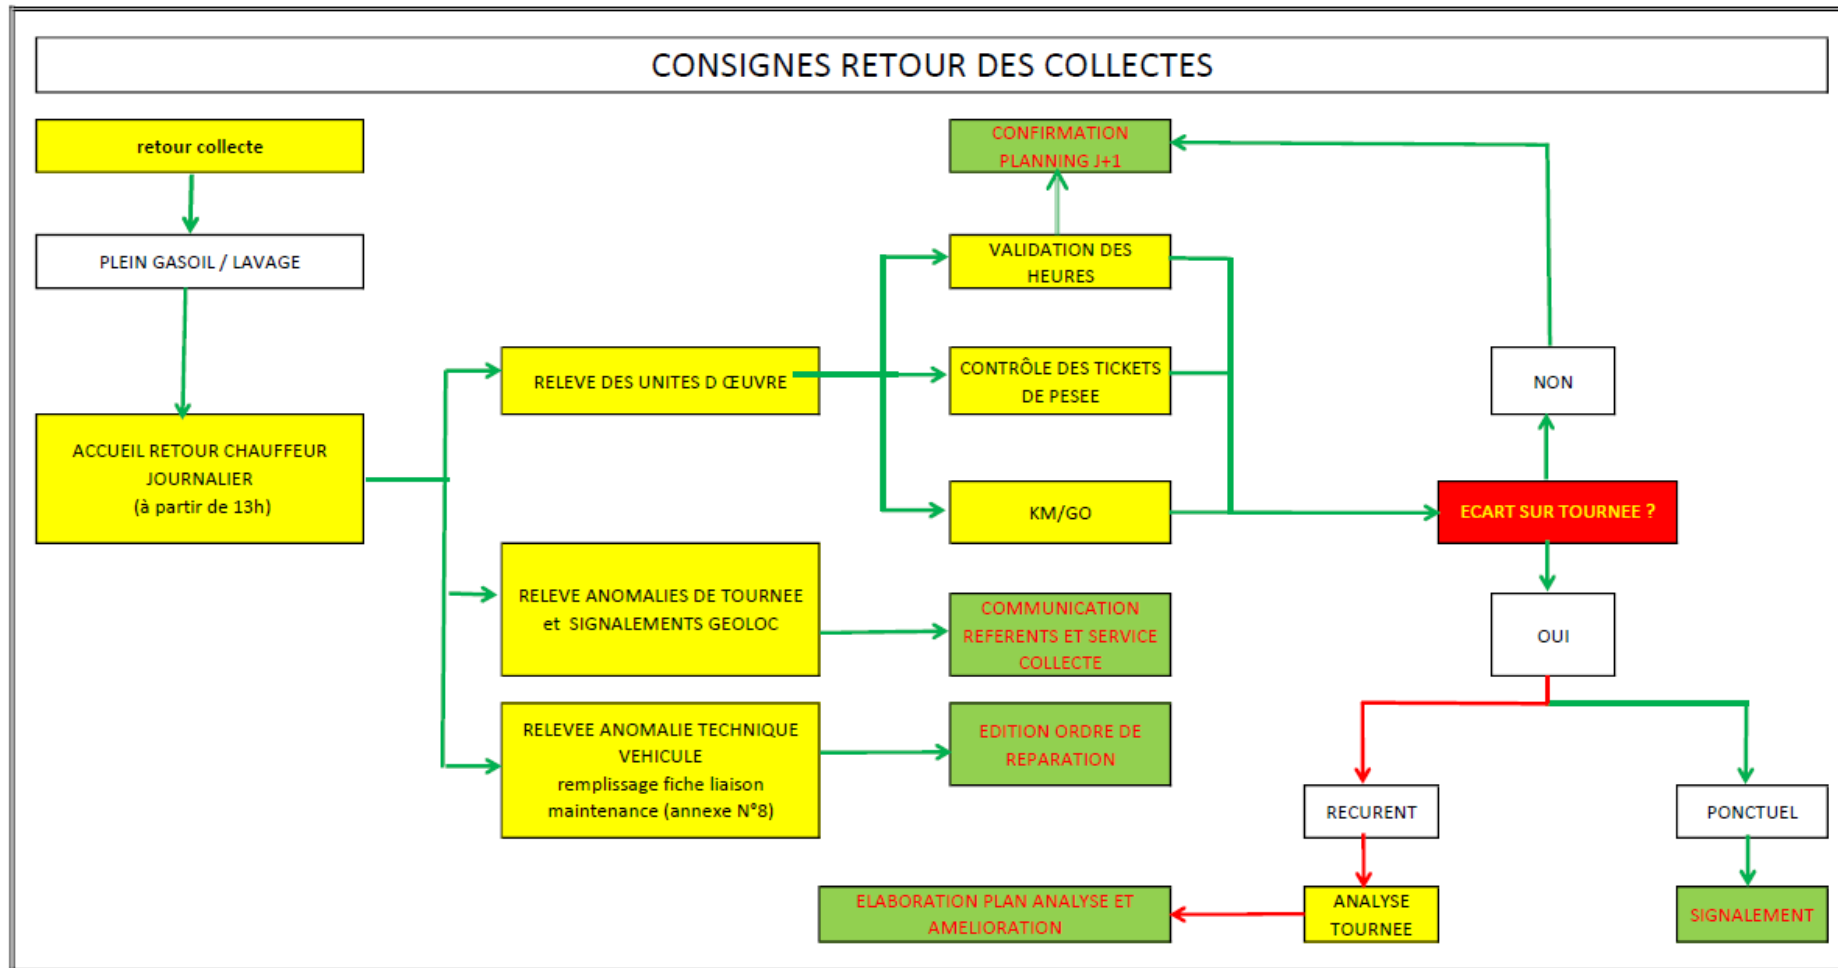 CONSIGNES RETOUR DES COLLECTES
retour collecte
CONFIRMATION
PLANNING J+1
PLEIN GASOIL / LAVAGE
VALIDATION DES
HEURES
RELEVE DES UNITES D ŒUVRE
CONTRÔLE DES TICKETS
DE PESEE
NON
ACCUEIL RETOUR CHAUFFEUR
JOURNALIER
(à partir de 13h)
KM/GO
ECART SUR TOURNEE ?
RELEVE ANOMALIES DE TOURNEE
et SIGNALEMENTS GEOLOC
COMMUNICATION
REFERENTS ET SERVICE
COLLECTE
OUI
RELEVEE ANOMALIE TECHNIQUE
VEHICULE
remplissage fiche liaison
maintenance (annexe N°8)
EDITION ORDRE DE
REPARATION
RECURENT
PONCTUEL
ELABORATION PLAN ANALYSE ET
AMELIORATION
ANALYSE
TOURNEE
SIGNALEMENT